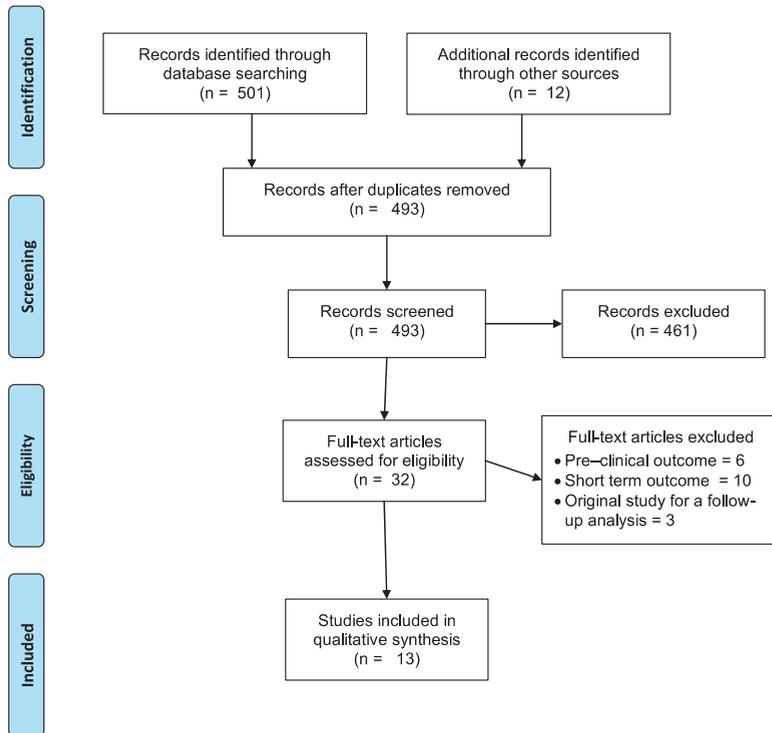 Identification
Records identified through
database searching
(n = 501)
Additional records identified
through other sources
(n = 12)
Records after duplicates removed
(n = 493)
Screening
Records screened
(n = 493)
Records excluded
(n = 461)
Eligibility
Full-text articles
assessed for eligibility
(n = 32)
Full-text articles excluded
• Pre–clinical outcome = 6
• Short term outcome = 10
• Original study for a follow-
up analysis = 3
Included
Studies included in
qualitative synthesis
(n = 13)